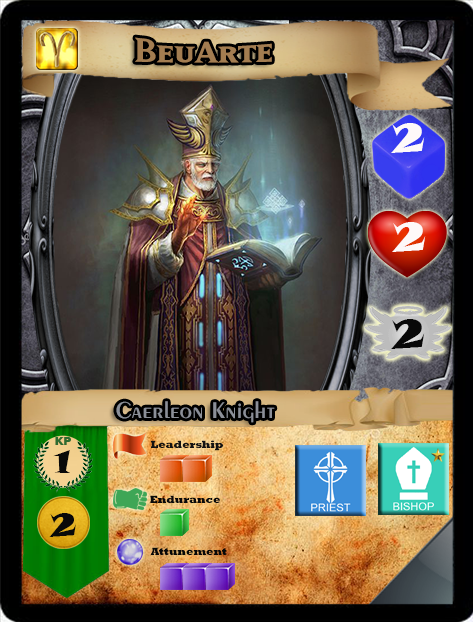 BeuArte
2
2
2
Caerleon Knight
KP
1
2
Leadership
Endurance
Attunement
PRIEST
BISHOP